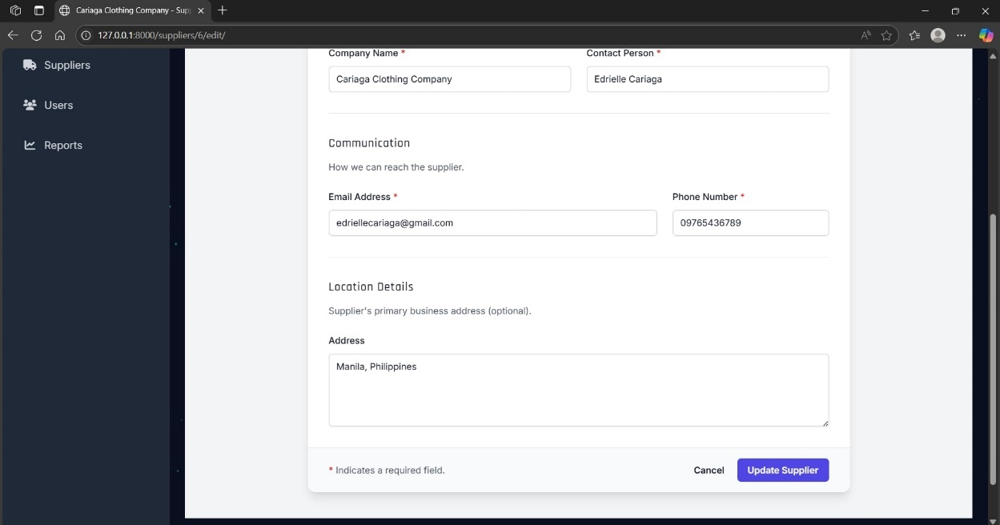 Cariaga Clothing Company - Sup
127.0.0.1:8000/suppliers/6/edit/
Suppliers
Users
Reports
Company Name *
Contact Person *
Cariaga Clothing Company
Edrielle Cariaga
Communication
How we can reach the supplier.
Email Address *
Phone Number *
edriellecariaga@gmail.com
09765436789
Location Details
Supplier's primary business address (optional).
Address
Manila, Philippines
* Indicates a required field.
Cancel
Update Supplier